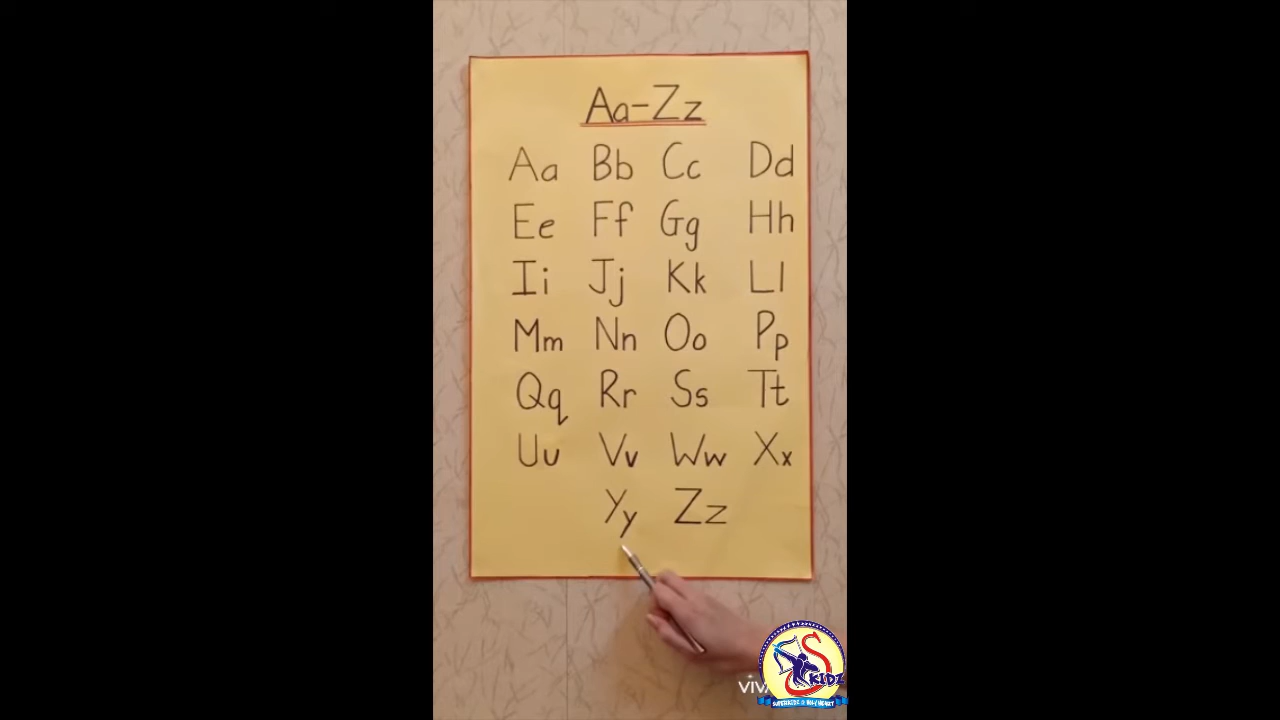 Aa-Zz
Aa Bb Cc Dd
Ee Ff Gg Hh
Ii Jj Kk Ll
Mm Nn Oo Pp
Qq Rr Ss Tt
Uu Vv Ww Xx
Yy Zz
S
KIDZ
VIV